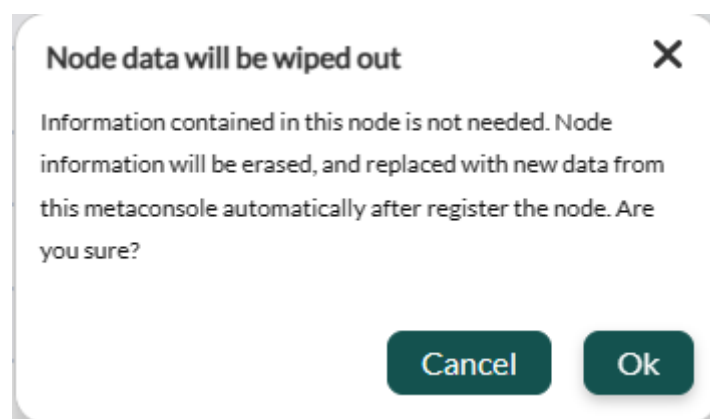 Node data will be wiped out
Information contained in this node is not needed. Node
information will be erased, and replaced with new data from
this metaconsole automatically after register the node. Are
you sure?
Cancel Ok